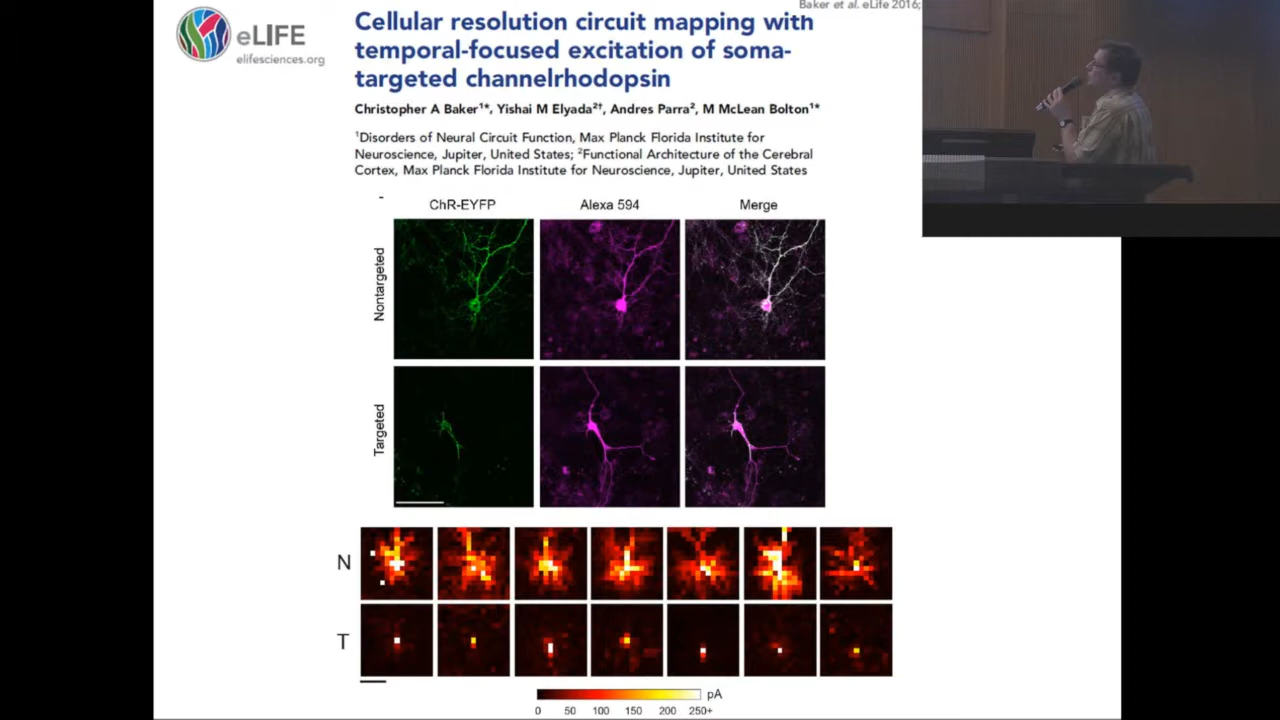 Baker et al. eLife 2016;
eLIFE
elifesciences.org
Cellular resolution circuit mapping with
temporal-focused excitation of soma-
targeted channelrhodopsin
Christopher A Baker1*, Yishai M Elyada2†, Andres Parra2, M McLean Bolton1*
1Disorders of Neural Circuit Function, Max Planck Florida Institute for
Neuroscience, Jupiter, United States; 2Functional Architecture of the Cerebral
Cortex, Max Planck Florida Institute for Neuroscience, Jupiter, United States
ChR-EYFP Alexa 594 Merge
Nontargeted
Targeted
N
T
pA
0 50 100 150 200 250+